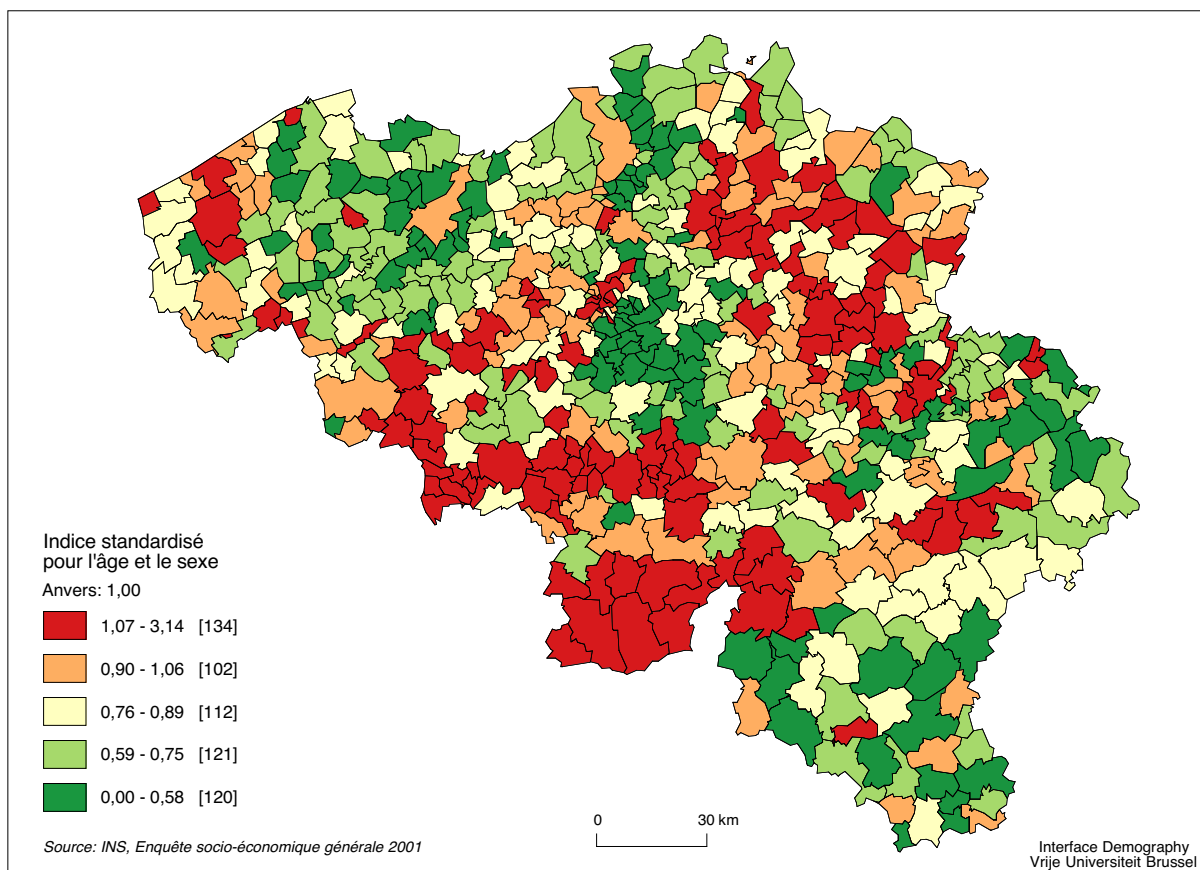 Indice standardisé
pour l'âge et le sexe
Anvers: 1,00
1,07 - 3,14 [134]
0,90 - 1,06 [102]
0,76 - 0,89 [112]
0,59 - 0,75 [121]
0,00 - 0,58 [120]
0 30 km
Source: INS, Enquête socio-économique générale 2001
Interface Demography
Vrije Universiteit Brussel